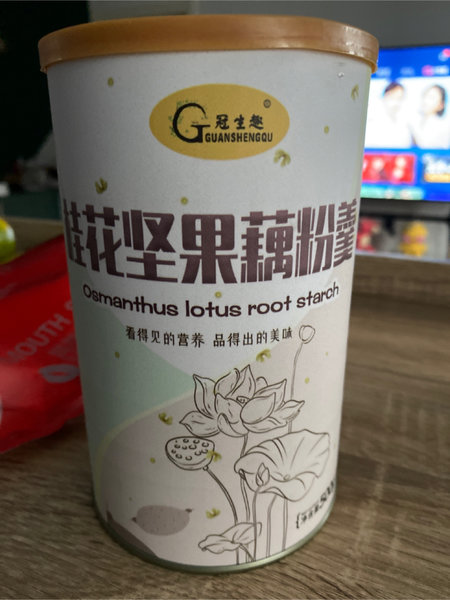 冠生趣®
GUANSHENGQU
桂花坚果藕粉羹
Osmanthus lotus root starch
看得见的营养 品得出的美味
OUTH